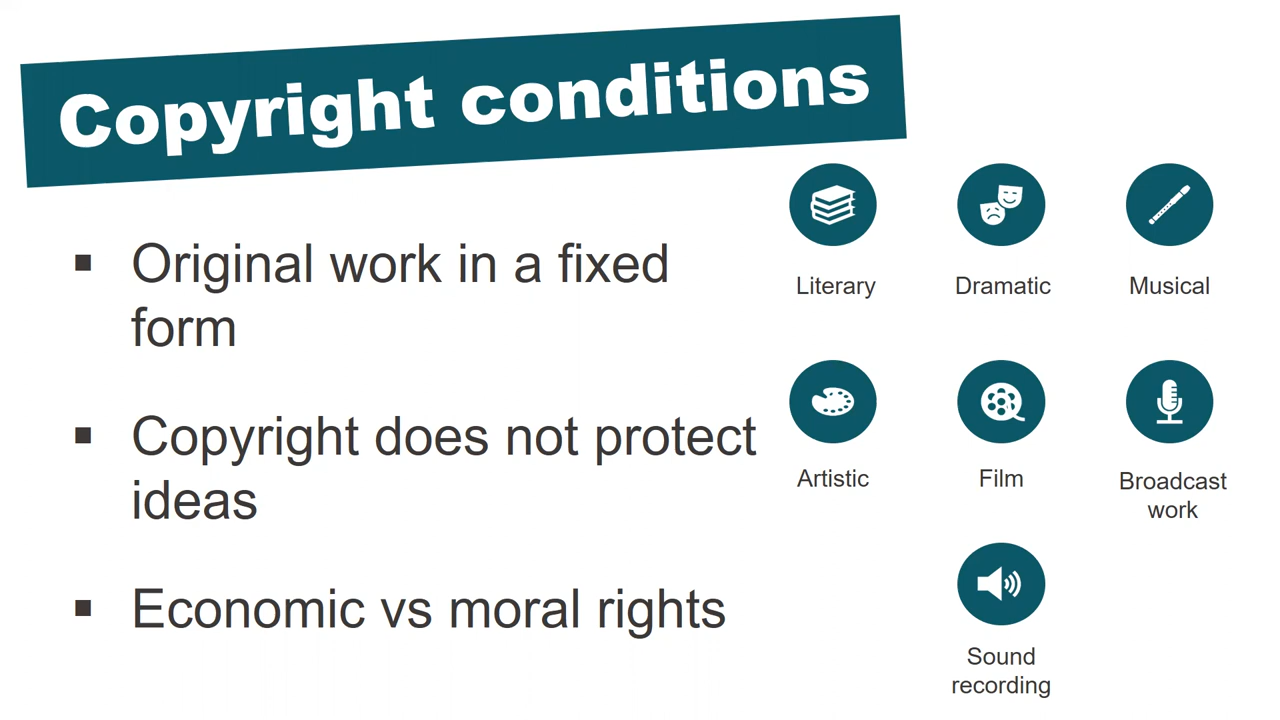 Copyright conditions
Original work in a fixed
form
Copyright does not protect
ideas
Economic vs moral rights
Literary
Dramatic
Musical
Artistic
Film
Broadcast
work
Sound
recording